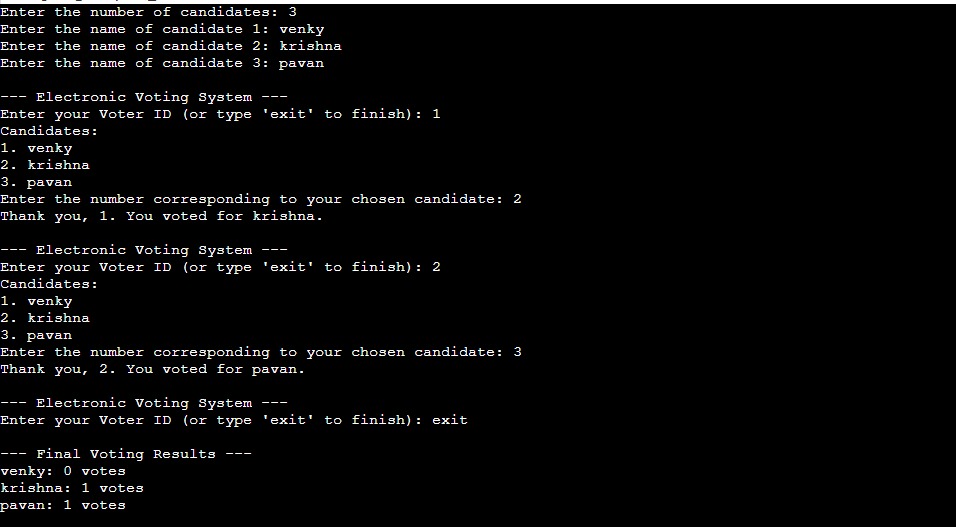 Enter the number of candidates: 3
Enter the name of candidate 1: venky
Enter the name of candidate 2: krishna
Enter the name of candidate 3: pavan
--- Electronic Voting System ---
Enter your Voter ID (or type 'exit' to finish): 1
Candidates:
1. venky
2. krishna
3. pavan
Enter the number corresponding to your chosen candidate: 2
Thank you, 1. You voted for krishna.
--- Electronic Voting System ---
Enter your Voter ID (or type 'exit' to finish): 2
Candidates:
1. venky
2. krishna
3. pavan
Enter the number corresponding to your chosen candidate: 3
Thank you, 2. You voted for pavan.
--- Electronic Voting System ---
Enter your Voter ID (or type 'exit' to finish): exit
--- Final Voting Results ---
venky: 0 votes
krishna: 1 votes
pavan: 1 votes